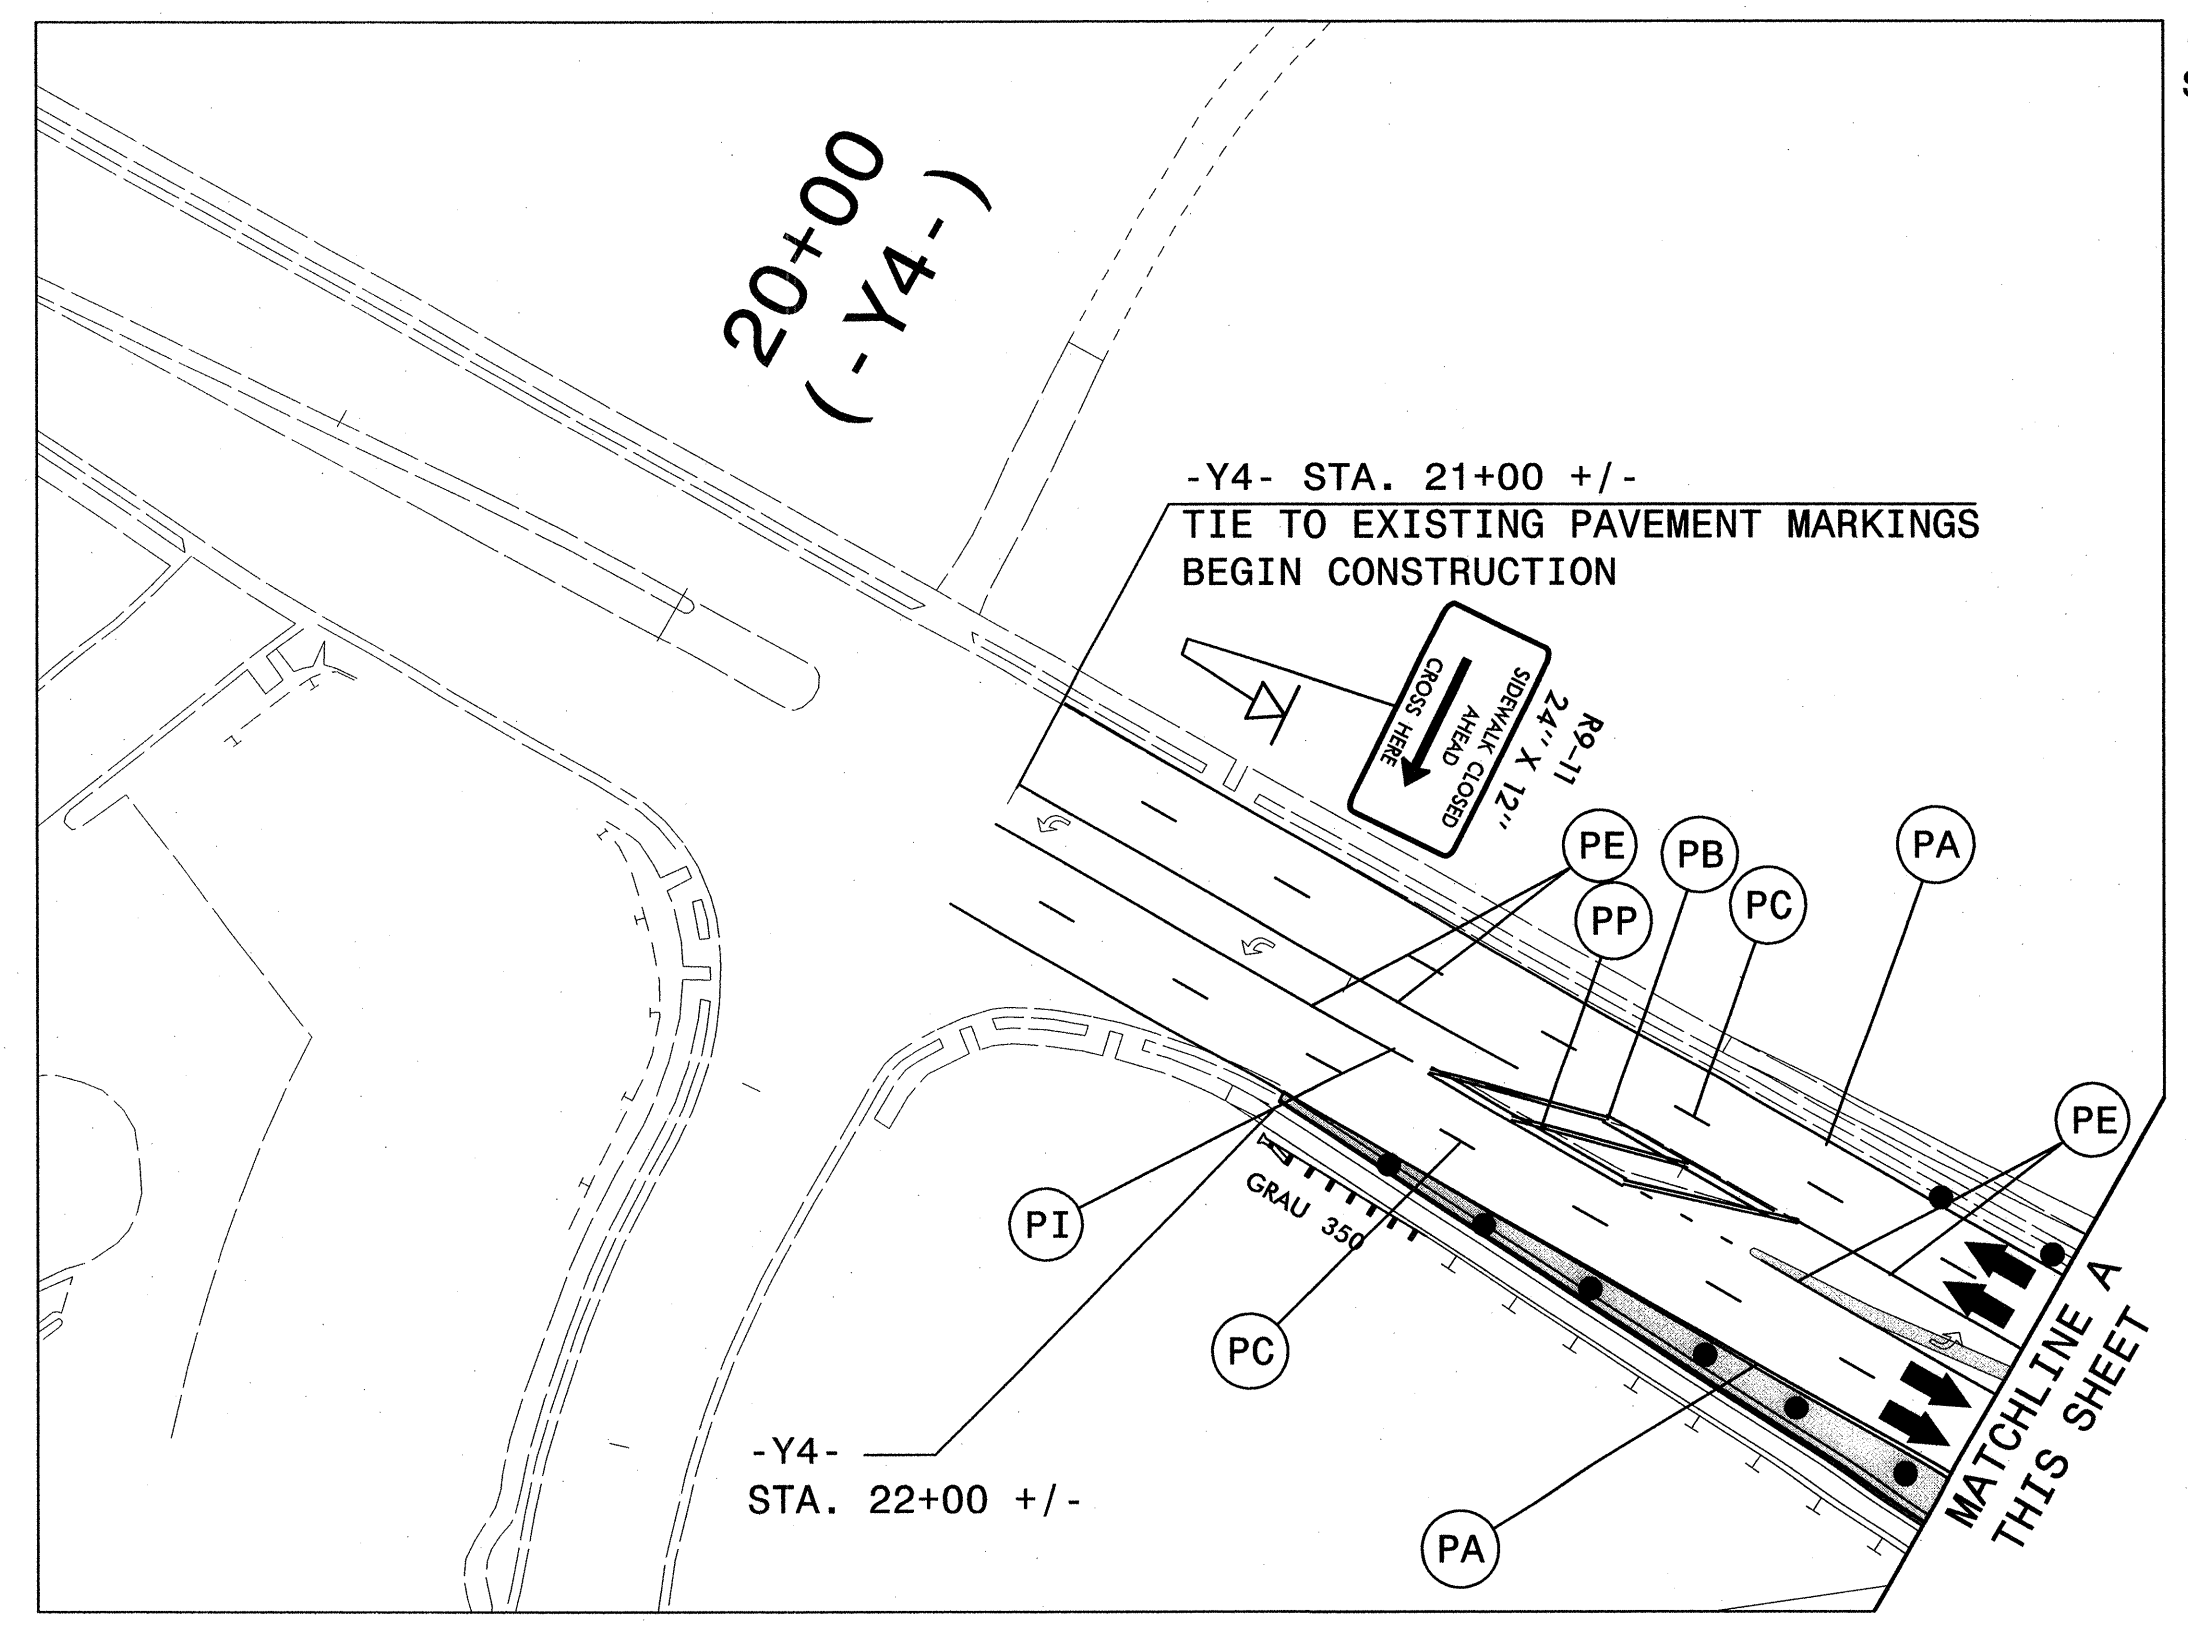 20+00
(-Y4-)
-Y4- STA. 21+00 +/-
TIE TO EXISTING PAVEMENT MARKINGS
BEGIN CONSTRUCTION
SIDEWALK CLOSED
AHEAD
CROSS HERE
R9-11
24" X 12"
PE
PB
PA
PC
PP
PE
PI
GRAU 350
PC
-Y4-
STA. 22+00 +/-
PA
MATCHLINE A
THIS SHEET